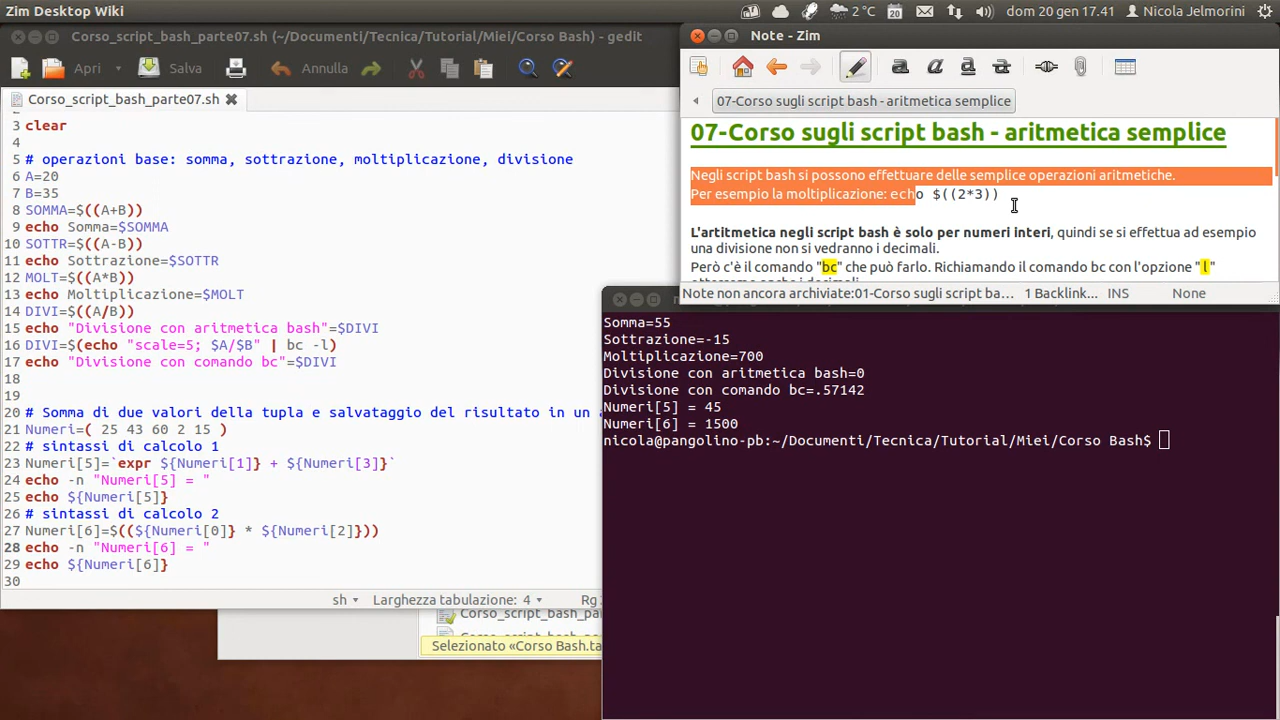 Zim Desktop Wiki
2 °C
20
dom 20 gen 17.41
Nicola Jelmorini
Corso_script_bash_parte07.sh (~/Documenti/Tecnica/Tutorial/Miei/Corso Bash) - gedit
Apri
Salva
Annulla
Corso_script_bash_parte07.sh
3 clear
4
5 # operazioni base: somma, sottrazione, moltiplicazione, divisione
6 A=20
7 B=35
8 SOMMA=$((A+B))
9 echo Somma=$SOMMA
10 SOTTR=$((A-B))
11 echo Sottrazione=$SOTTR
12 MOLT=$((A*B))
13 echo Moltiplicazione=$MOLT
14 DIVI=$((A/B))
15 echo "Divisione con aritmetica bash"=$DIVI
16 DIVI=$(echo "scale=5; $A/$B" | bc -l)
17 echo "Divisione con comando bc"=$DIVI
18
19
20 # Somma di due valori della tupla e salvataggio del risultato in un a
21 Numeri=( 25 43 60 2 15 )
22 # sintassi di calcolo 1
23 Numeri[5]=`expr ${Numeri[1]} + ${Numeri[3]}`
24 echo -n "Numeri[5] = "
25 echo ${Numeri[5]}
26 # sintassi di calcolo 2
27 Numeri[6]=$((${Numeri[0]} * ${Numeri[2]}))
28 echo -n "Numeri[6] = "
29 echo ${Numeri[6]}
30
sh
Larghezza tabulazione: 4
Rg
Corso_script_bash_pa
Selezionato «Corso Bash.ta
Note - Zim
07-Corso sugli script bash - aritmetica semplice
07-Corso sugli script bash - aritmetica semplice
Negli script bash si possono effettuare delle semplice operazioni aritmetiche.
Per esempio la moltiplicazione: echo $((2*3))
L'artitmetica negli script bash è solo per numeri interi, quindi se si effettua ad esempio
una divisione non si vedranno i decimali.
Però c'è il comando "bc" che può farlo. Richiamando il comando bc con l'opzione "l"
Note non ancora archiviate:01-Corso sugli script ba...
1 Backlink...
INS
None
Somma=55
Sottrazione=-15
Moltiplicazione=700
Divisione con aritmetica bash=0
Divisione con comando bc=.57142
Numeri[5] = 45
Numeri[6] = 1500
nicola@pangolino-pb:~/Documenti/Tecnica/Tutorial/Miei/Corso Bash$